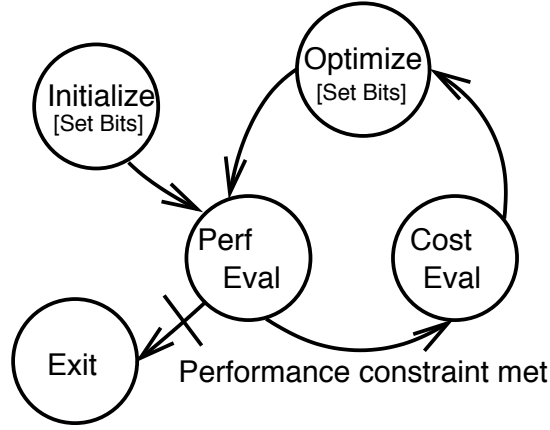 Initialize
[Set Bits]
Optimize
[Set Bits]
Perf
Eval
Cost
Eval
Exit
Performance constraint met